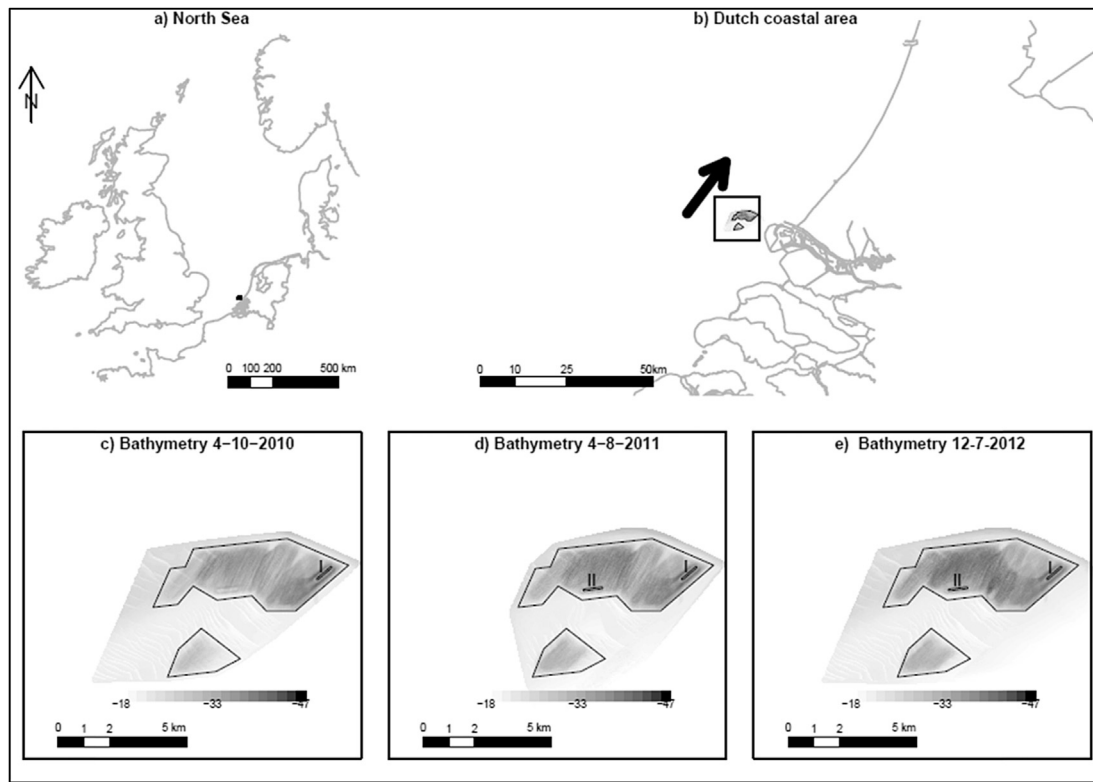 a) North Sea
b) Dutch coastal area
N
0 100 200 500 km
0 10 25 50km
c) Bathymetry 4−10−2010
I
−18 −33 −47
0 1 2 5 km
d) Bathymetry 4−8−2011
I
II
−18 −33 −47
0 1 2 5 km
e) Bathymetry 12-7-2012
I
II
−18 −33 −47
0 1 2 5 km